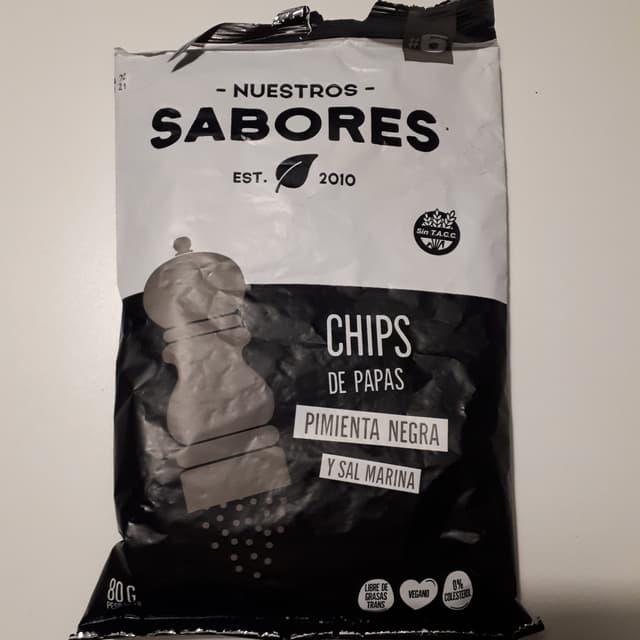 #6
- NUESTROS -
SABORES
EST. 2010
Sin T.A.C.C.
CHIPS
DE PAPAS
PIMIENTA NEGRA
Y SAL MARINA
80 G
LIBRE DE
GRASAS
TRANS
VEGANO
0%
COLESTEROL